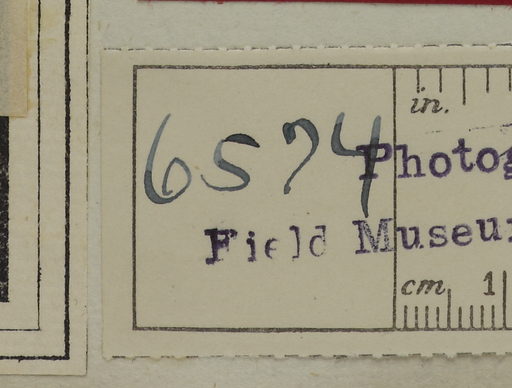 6574
in.
Photog
Field Museu
cm 1